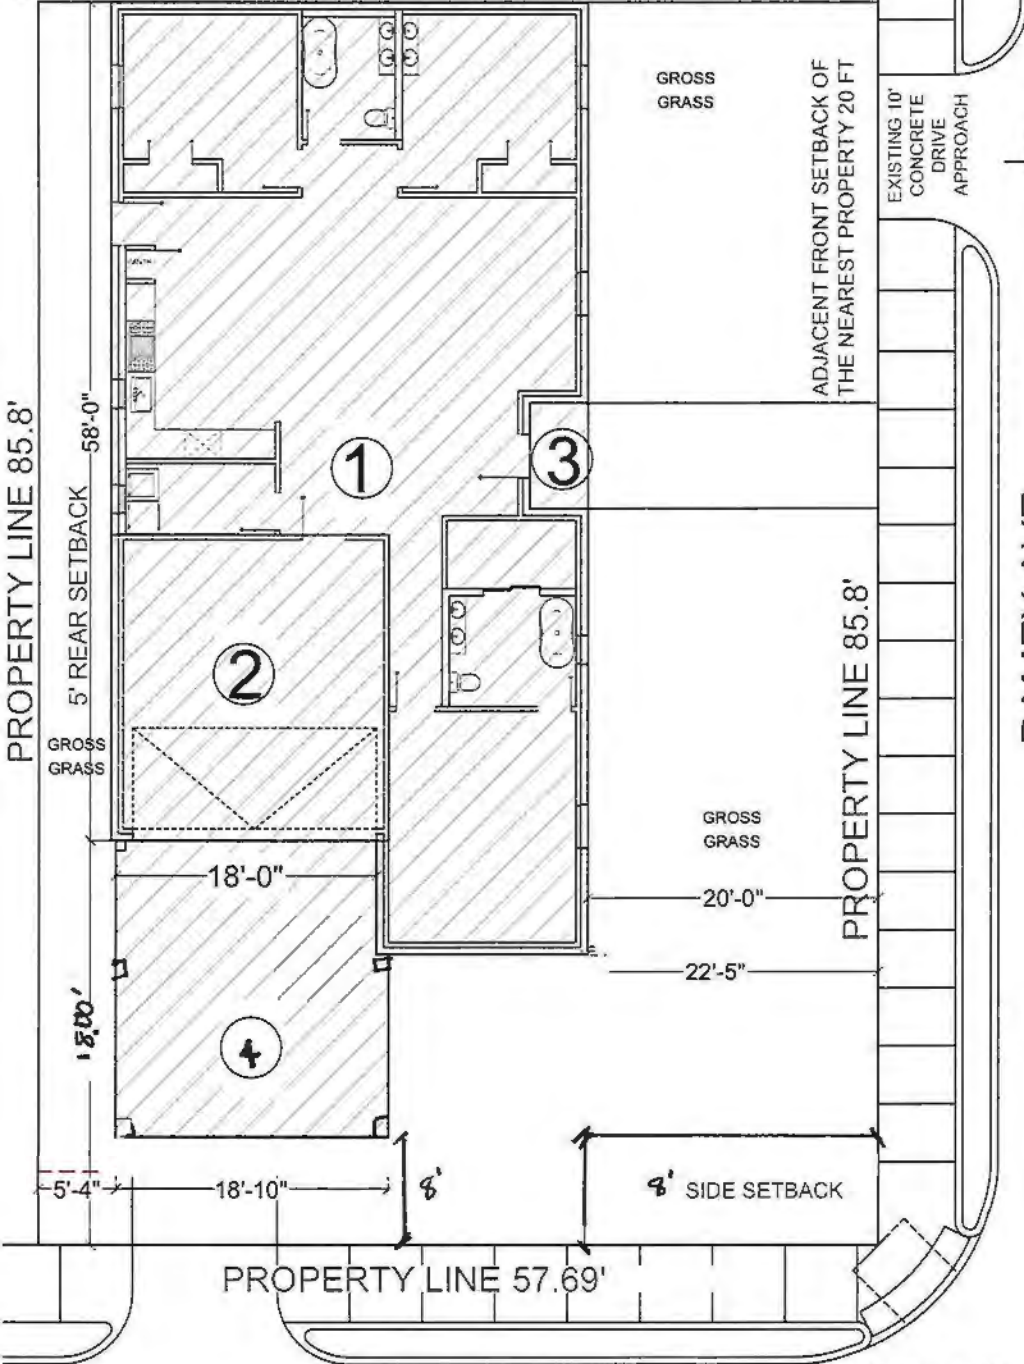 GROSS
GRASS
ADJACENT FRONT SETBACK OF
THE NEAREST PROPERTY 20 FT
EXISTING 10'
CONCRETE
DRIVE
APPROACH
PROPERTY LINE 85.8'
58'-0"
5' REAR SETBACK
1
3
2
GROSS
GRASS
PROPERTY LINE 85.8'
GROSS
GRASS
18'-0"
20'-0"
22'-5"
18.00'
4
5'-4"
18'-10"
8'
8' SIDE SETBACK
PROPERTY LINE 57.69'